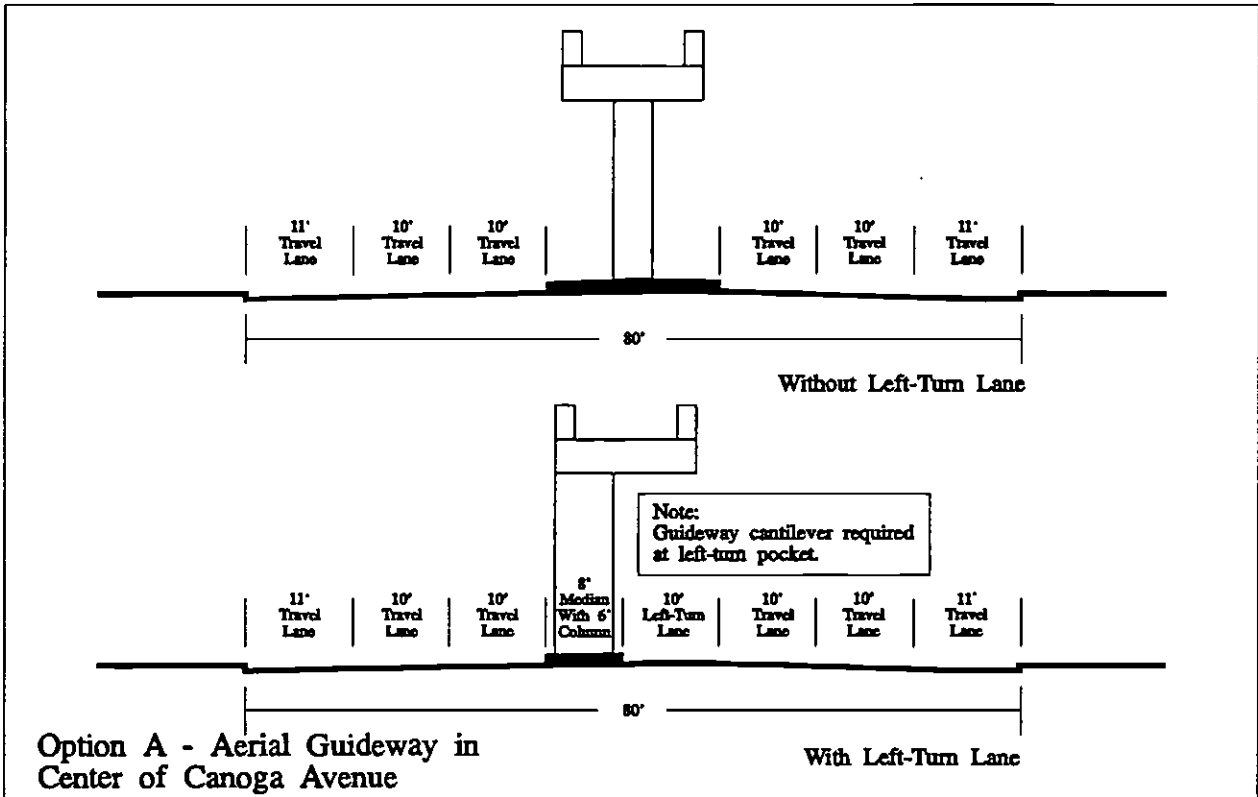 11' Travel Lane
10' Travel Lane
10' Travel Lane
10' Travel Lane
10' Travel Lane
11' Travel Lane
80'
Without Left-Turn Lane
Note:
Guideway cantilever required
at left-turn pocket.
11' Travel Lane
10' Travel Lane
10' Travel Lane
8' Median With 6' Column
10' Left-Turn Lane
10' Travel Lane
10' Travel Lane
11' Travel Lane
80'
With Left-Turn Lane
Option A - Aerial Guideway in
Center of Canoga Avenue